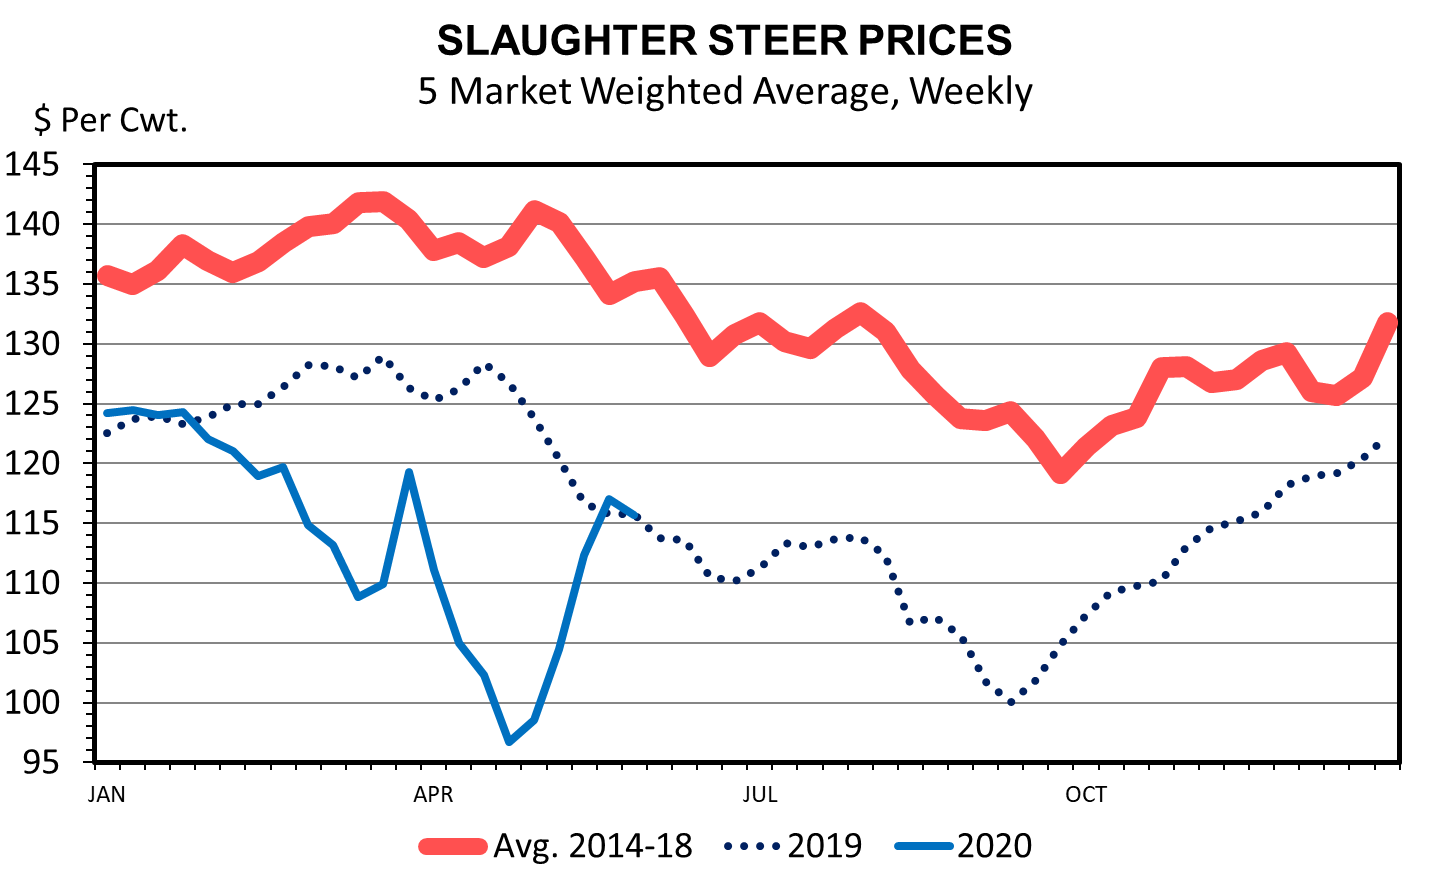 SLAUGHTER STEER PRICES
5 Market Weighted Average, Weekly
$ Per Cwt.
145
140
135
130
125
120
115
110
105
100
95
JAN APR JUL OCT
Avg. 2014-18 2019 2020